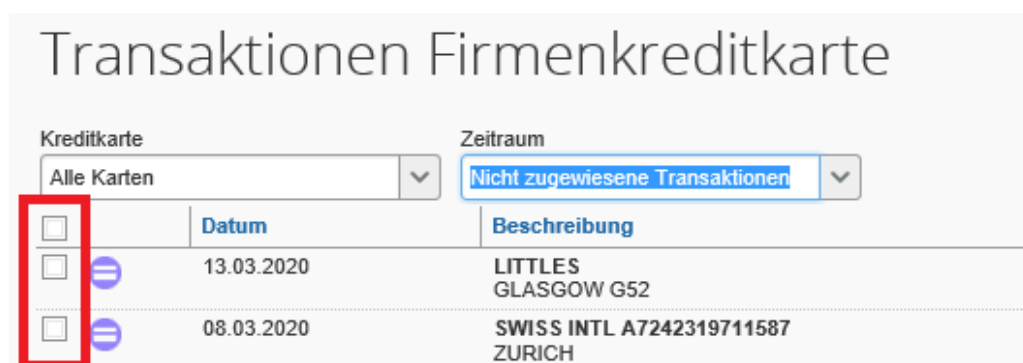 Transaktionen Firmenkreditkarte
Kreditkarte Zeitraum
Alle Karten Nicht zugewiesene Transaktionen
Datum Beschreibung
13.03.2020 LITTLES
GLASGOW G52
08.03.2020 SWISS INTL A7242319711587
ZURICH